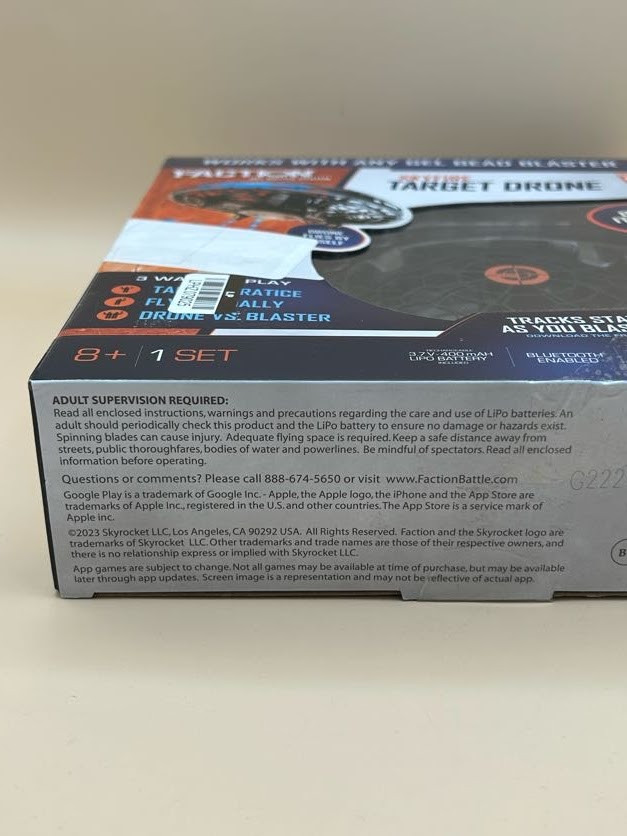 WORKS WITH ANY GEL BEAD BLASTER
FACTION
SKYFIRE
TARGET DRONE
DRONE
FLIES BY
3 WA PLAY
TA RATICE
FLY ALLY
DRONE VS. BLASTER
TRACKS STA
AS YOU BLAS
8+ | 1 SET
RECHARGEABLE
3.7V-400 mAH
LIPO BATTERY
INCLUDED
BLUETOOTH
ENABLED
ADULT SUPERVISION REQUIRED:
Read all enclosed instructions, warnings and precautions regarding the care and use of LiPo batteries. An
adult should periodically check this product and the LiPo battery to ensure no damage or hazards exist.
Spinning blades can cause injury. Adequate flying space is required. Keep a safe distance away from
streets, public thoroughfares, bodies of water and powerlines. Be mindful of spectators. Read all enclosed
information before operating.
Questions or comments? Please call 888-674-5650 or visit www.FactionBattle.com
G222
Google Play is a trademark of Google Inc. - Apple, the Apple logo, the iPhone and the App Store are
trademarks of Apple Inc., registered in the U.S. and other countries. The App Store is a service mark of
Apple inc.
©2023 Skyrocket LLC, Los Angeles, CA 90292 USA. All Rights Reserved. Faction and the Skyrocket logo are
trademarks of Skyrocket LLC. Other trademarks and trade names are those of their respective owners, and
there is no relationship express or implied with Skyrocket LLC.
App games are subject to change. Not all games may be available at time of purchase, but may be available
later through app updates. Screen image is a representation and may not be reflective of actual app.